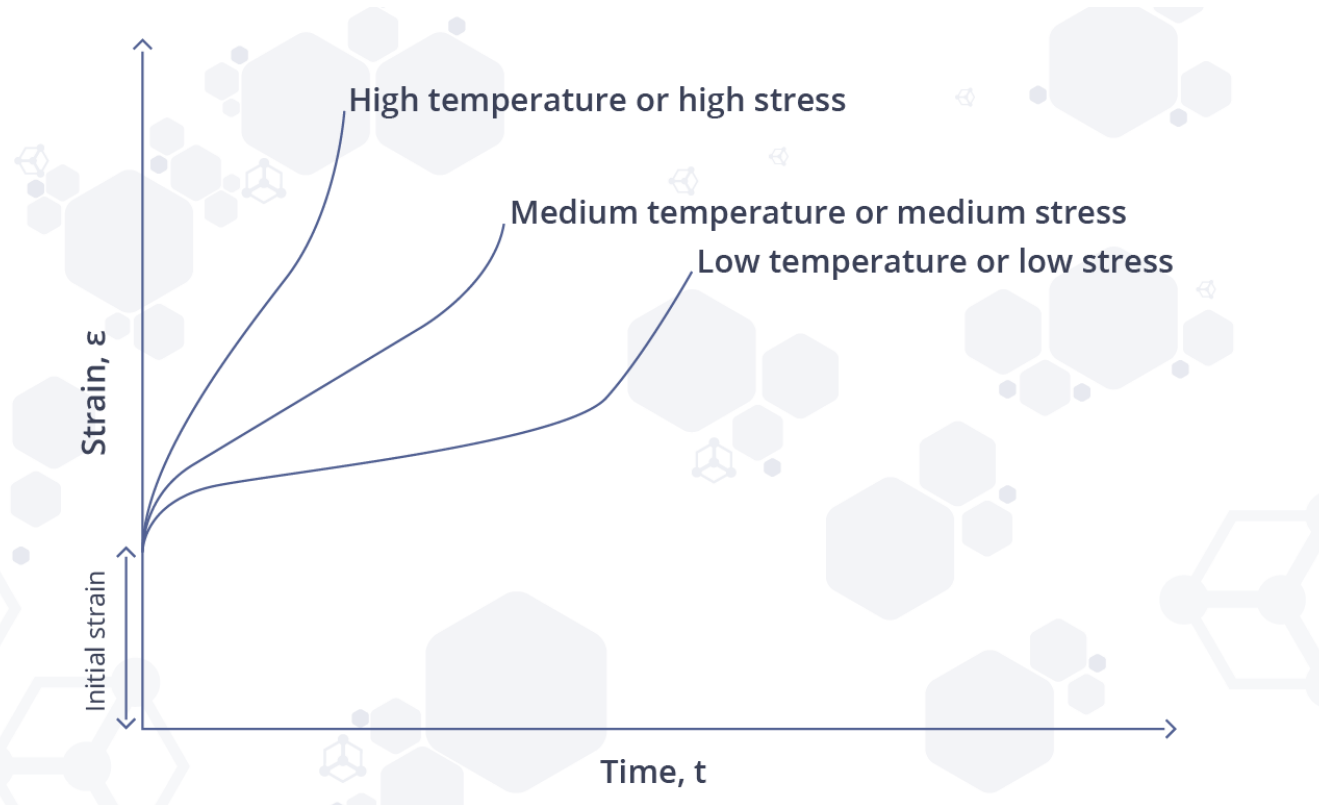 High temperature or high stress
Medium temperature or medium stress
Low temperature or low stress
Strain, ε
Initial strain
Time, t